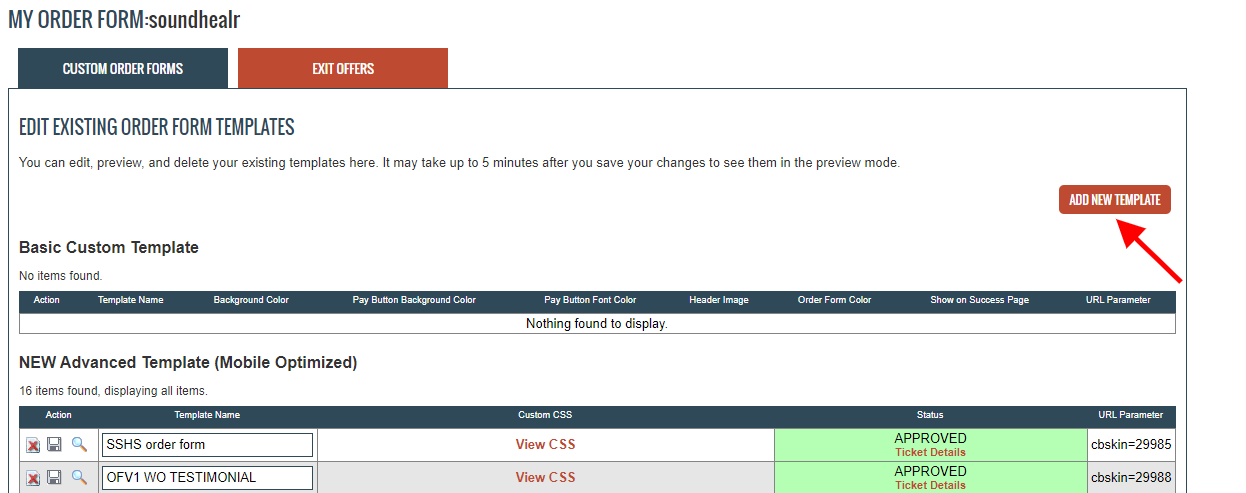 MY ORDER FORM:soundhealr
CUSTOM ORDER FORMS EXIT OFFERS
EDIT EXISTING ORDER FORM TEMPLATES
You can edit, preview, and delete your existing templates here. It may take up to 5 minutes after you save your changes to see them in the preview mode.
ADD NEW TEMPLATE
Basic Custom Template
No items found.
Action Template Name Background Color Pay Button Background Color Pay Button Font Color Header Image Order Form Color Show on Success Page URL Parameter
Nothing found to display.
NEW Advanced Template (Mobile Optimized)
16 items found, displaying all items.
Action Template Name Custom CSS Status URL Parameter
SSHS order form View CSS APPROVED cbskin=29985
Ticket Details
OFV1 WO TESTIMONIAL View CSS APPROVED cbskin=29988
Ticket Details